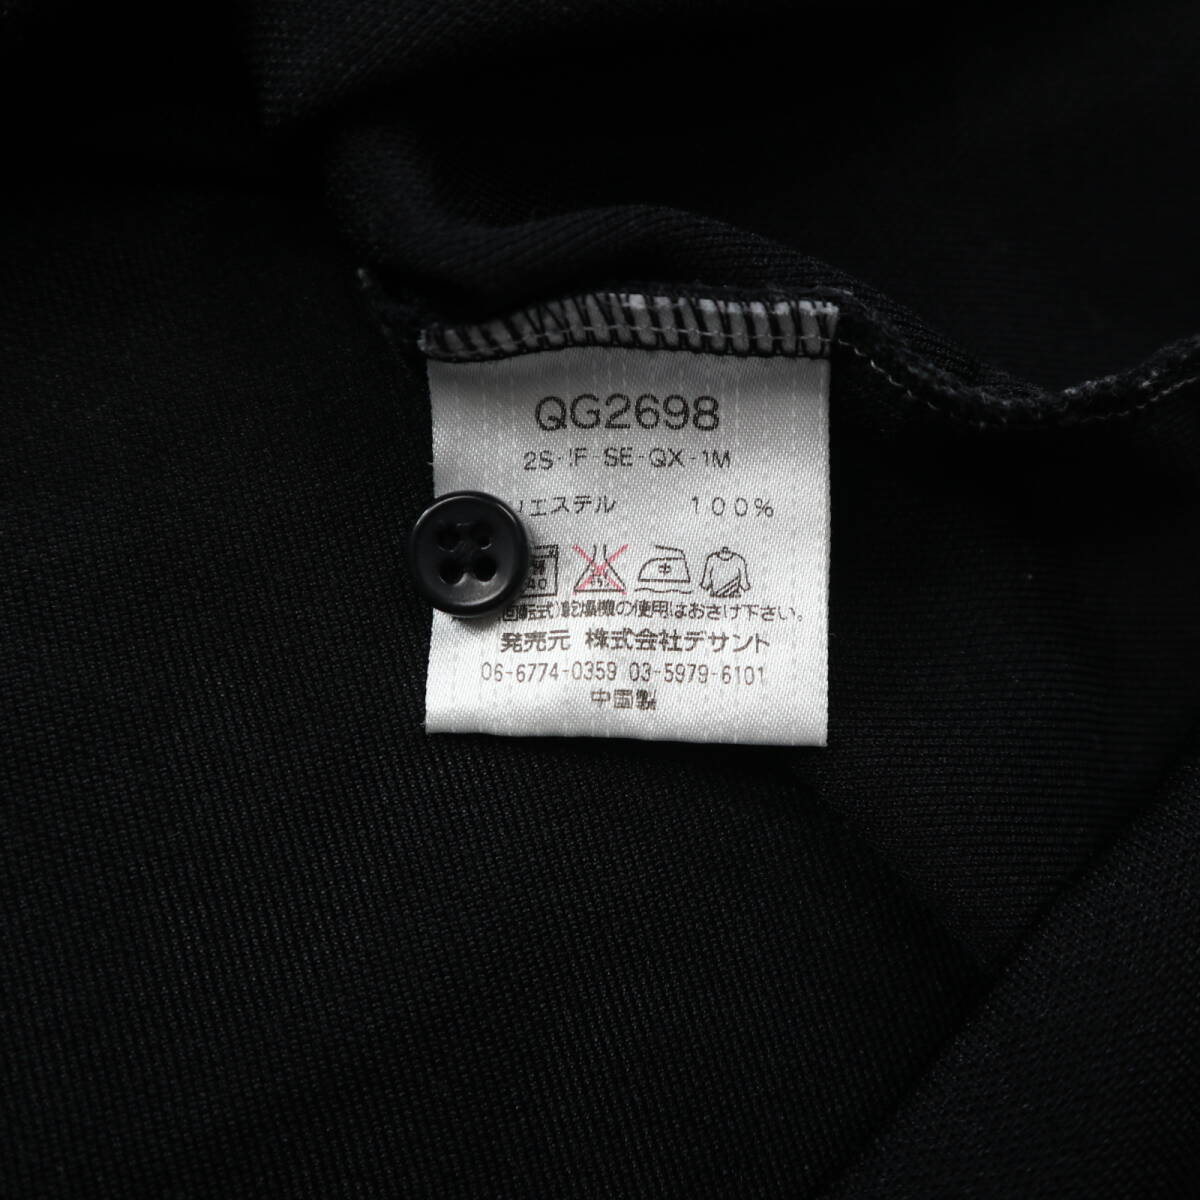 QG2698
2S-!F SE-QX-1M
リエステル 100%
40 中
(回転式)乾燥機の使用はおさけ下さい。
発売元 株式会社デサント
06-6774-0359 03-5979-6101
中国製